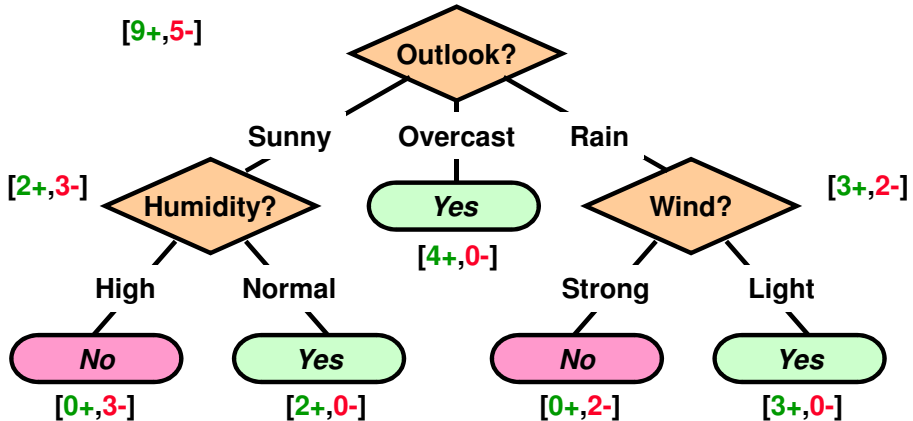 [9+,5-]
Outlook?
Sunny Overcast Rain
[2+,3-] Humidity? Yes Wind? [3+,2-]
[4+,0-]
High Normal Strong Light
No Yes No Yes
[0+,3-] [2+,0-] [0+,2-] [3+,0-]